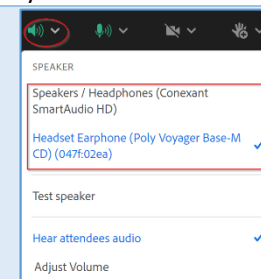 SPEAKER
Speakers / Headphones (Conexant
SmartAudio HD)
Headset Earphone (Poly Voyager Base-M
CD) (047f:02ea)
Test speaker
Hear attendees audio
Adjust Volume